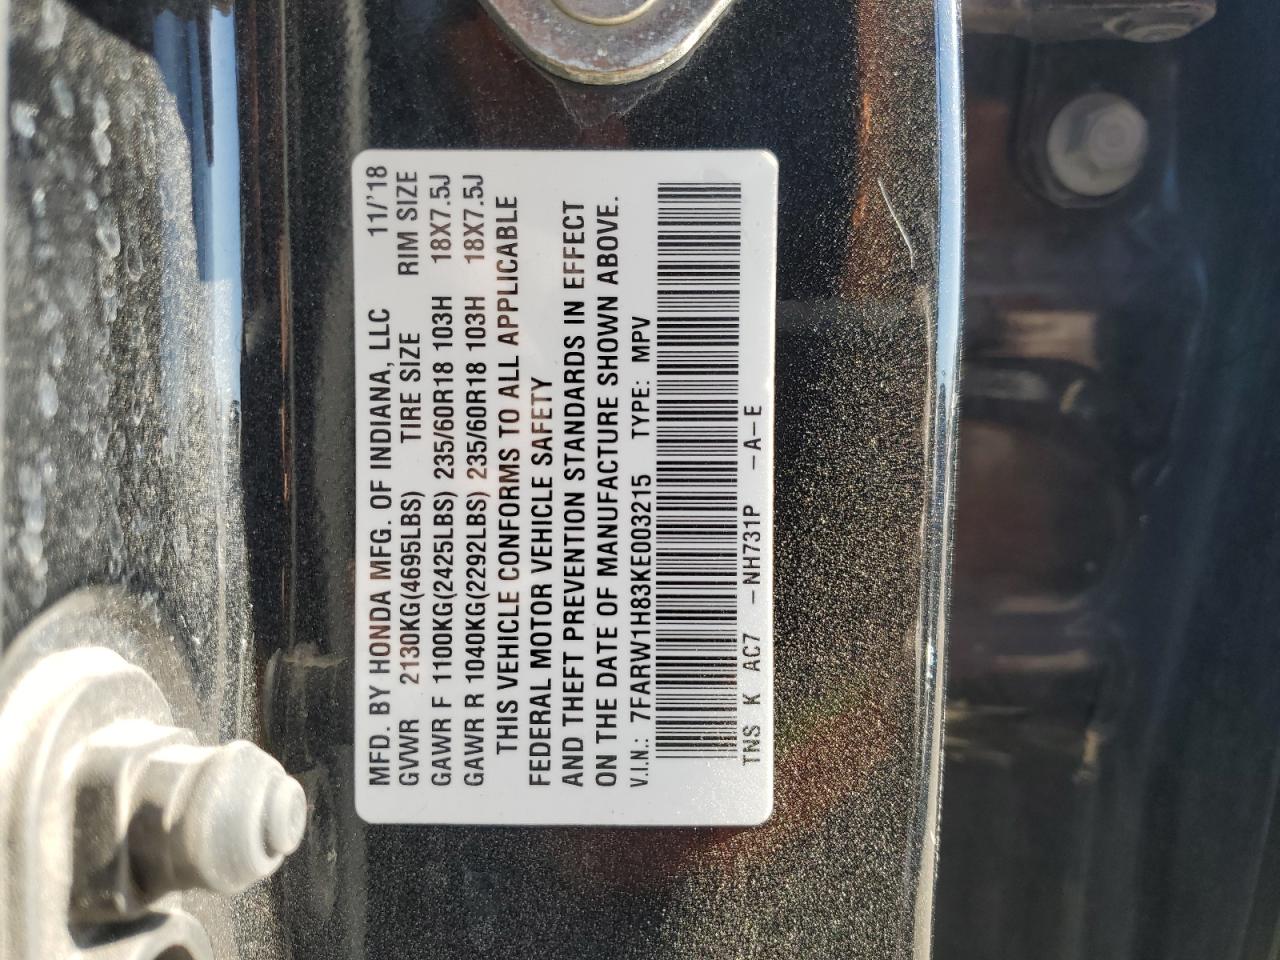 MFD. BY HONDA MFG. OF INDIANA, LLC 11/'18
GVWR 2130KG(4695LBS) TIRE SIZE RIM SIZE
GAWR F 1100KG(2425LBS) 235/60R18 103H 18X7.5J
GAWR R 1040KG(2292LBS) 235/60R18 103H 18X7.5J
THIS VEHICLE CONFORMS TO ALL APPLICABLE
FEDERAL MOTOR VEHICLE SAFETY
AND THEFT PREVENTION STANDARDS IN EFFECT
ON THE DATE OF MANUFACTURE SHOWN ABOVE.
V.I.N.: 7FARW1H83KE003215 TYPE: MPV
TNS K AC7 -NH731P -A-E